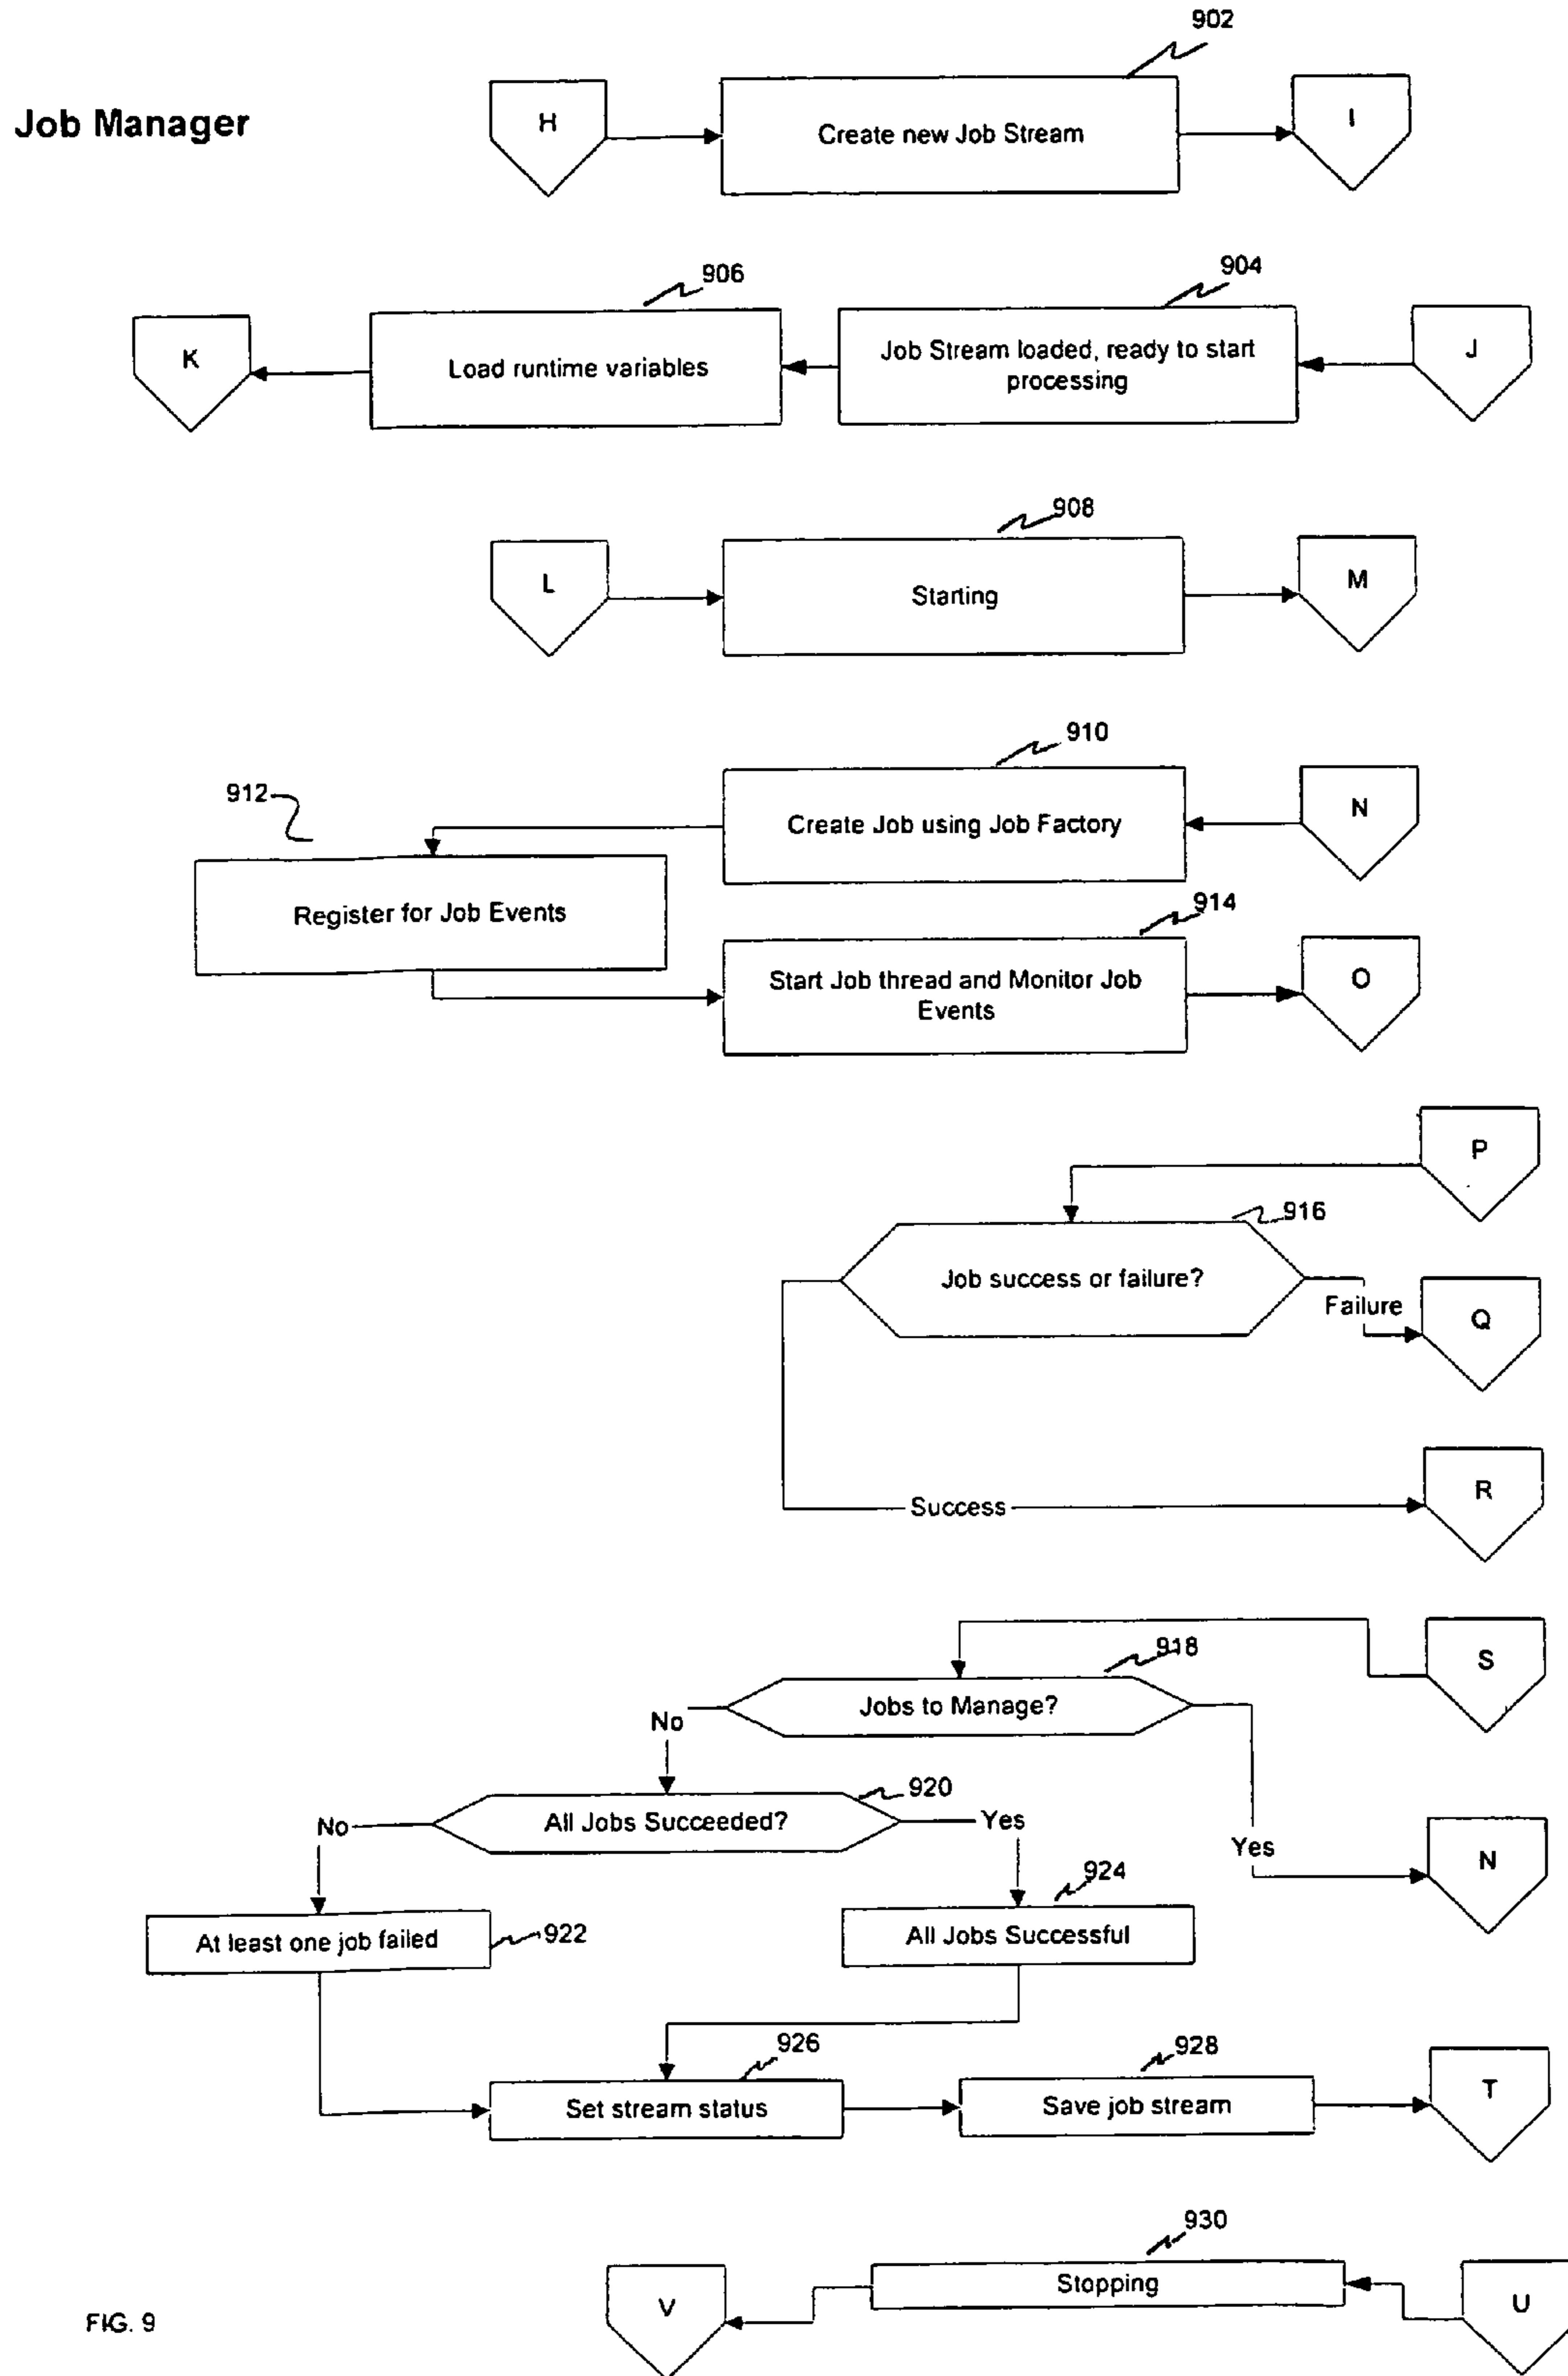 902
Job Manager
H
Create new Job Stream
I
906
904
K
Load runtime variables
Job Stream loaded, ready to start
processing
J
908
L
Starting
M
910
912
Create Job using Job Factory
N
Register for Job Events
914
Start Job thread and Monitor Job
Events
O
P
916
Job success or failure?
Failure
Q
R
Success
S
918
Jobs to Manage?
No
920
All Jobs Succeeded?
No
Yes
Yes
N
924
At least one job failed
922
All Jobs Successful
926
928
Set stream status
Save job stream
T
930
Stopping
V
U
FIG. 9